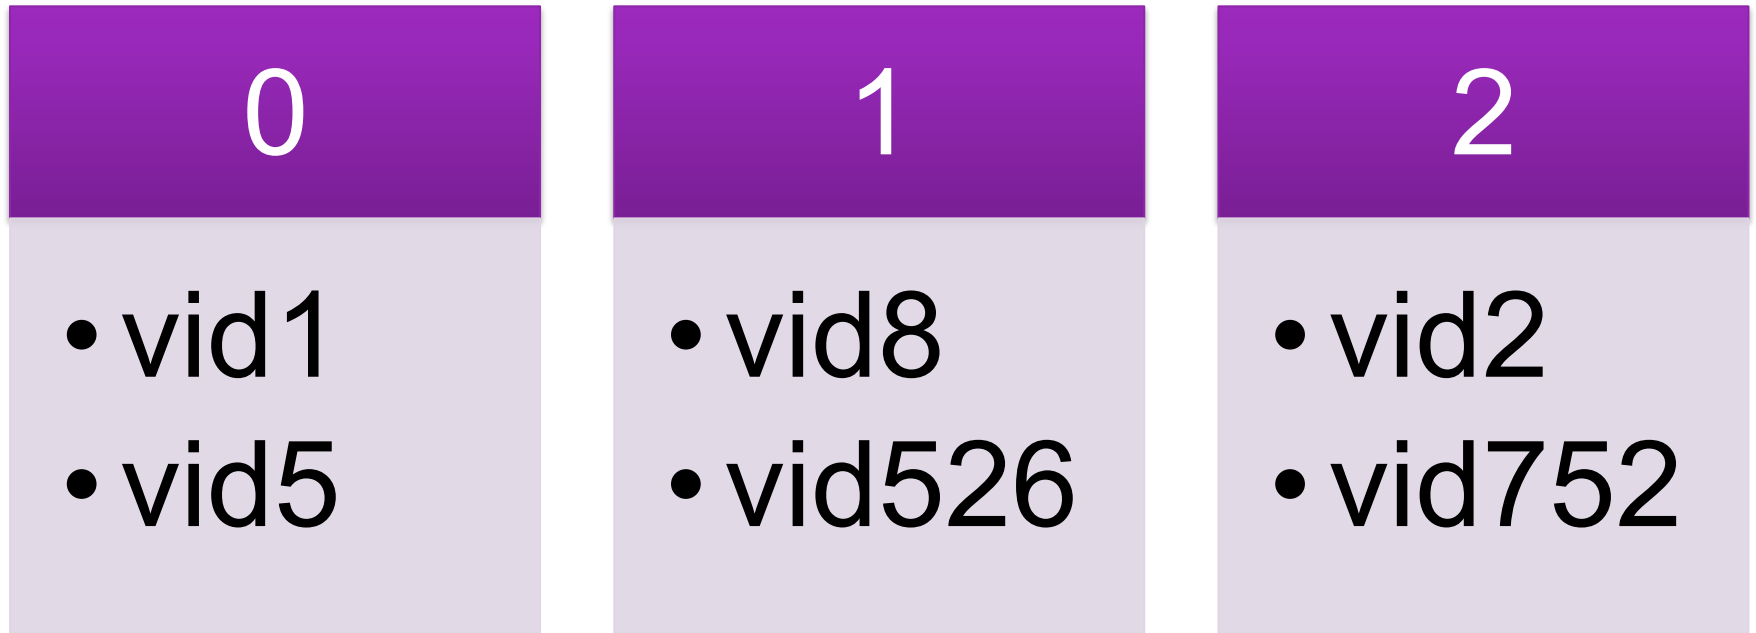 0
• vid1
• vid5
1
• vid8
• vid526
2
• vid2
• vid752